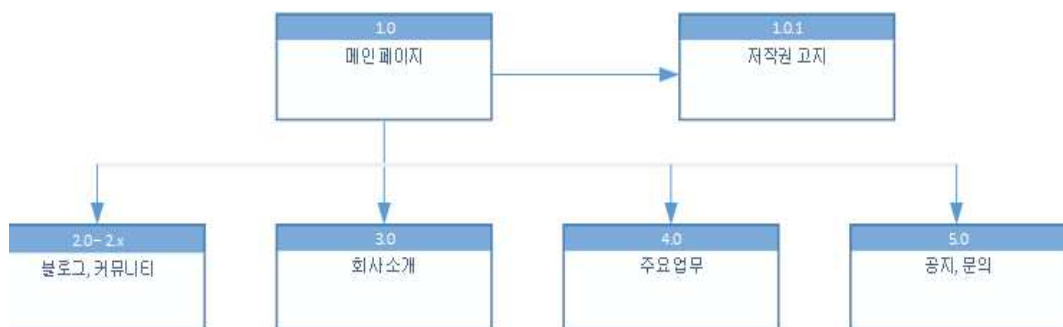 1.0
메인 페이지
1.0.1
저작권 고지
2.0– 2.x
블로그, 커뮤니티
3.0
회사소개
4.0
주요업무
5.0
공지, 문의